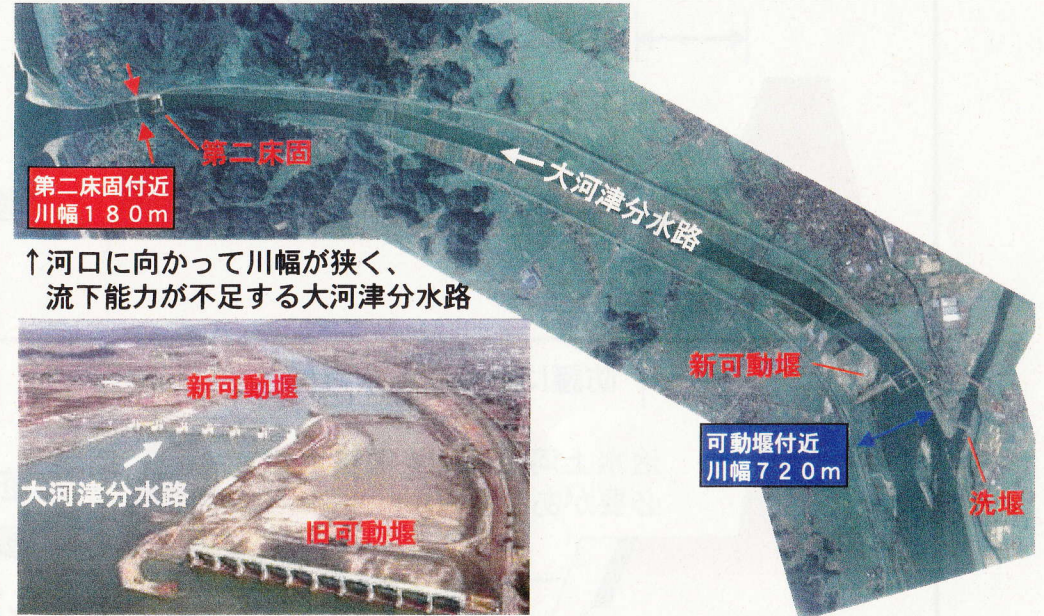 第二床固
第二床固付近
川幅１８０ｍ
大河津分水路
↑河口に向かって川幅が狭く、
流下能力が不足する大河津分水路
新可動堰
可動堰付近
川幅７２０ｍ
洗堰
新可動堰
大河津分水路
旧可動堰